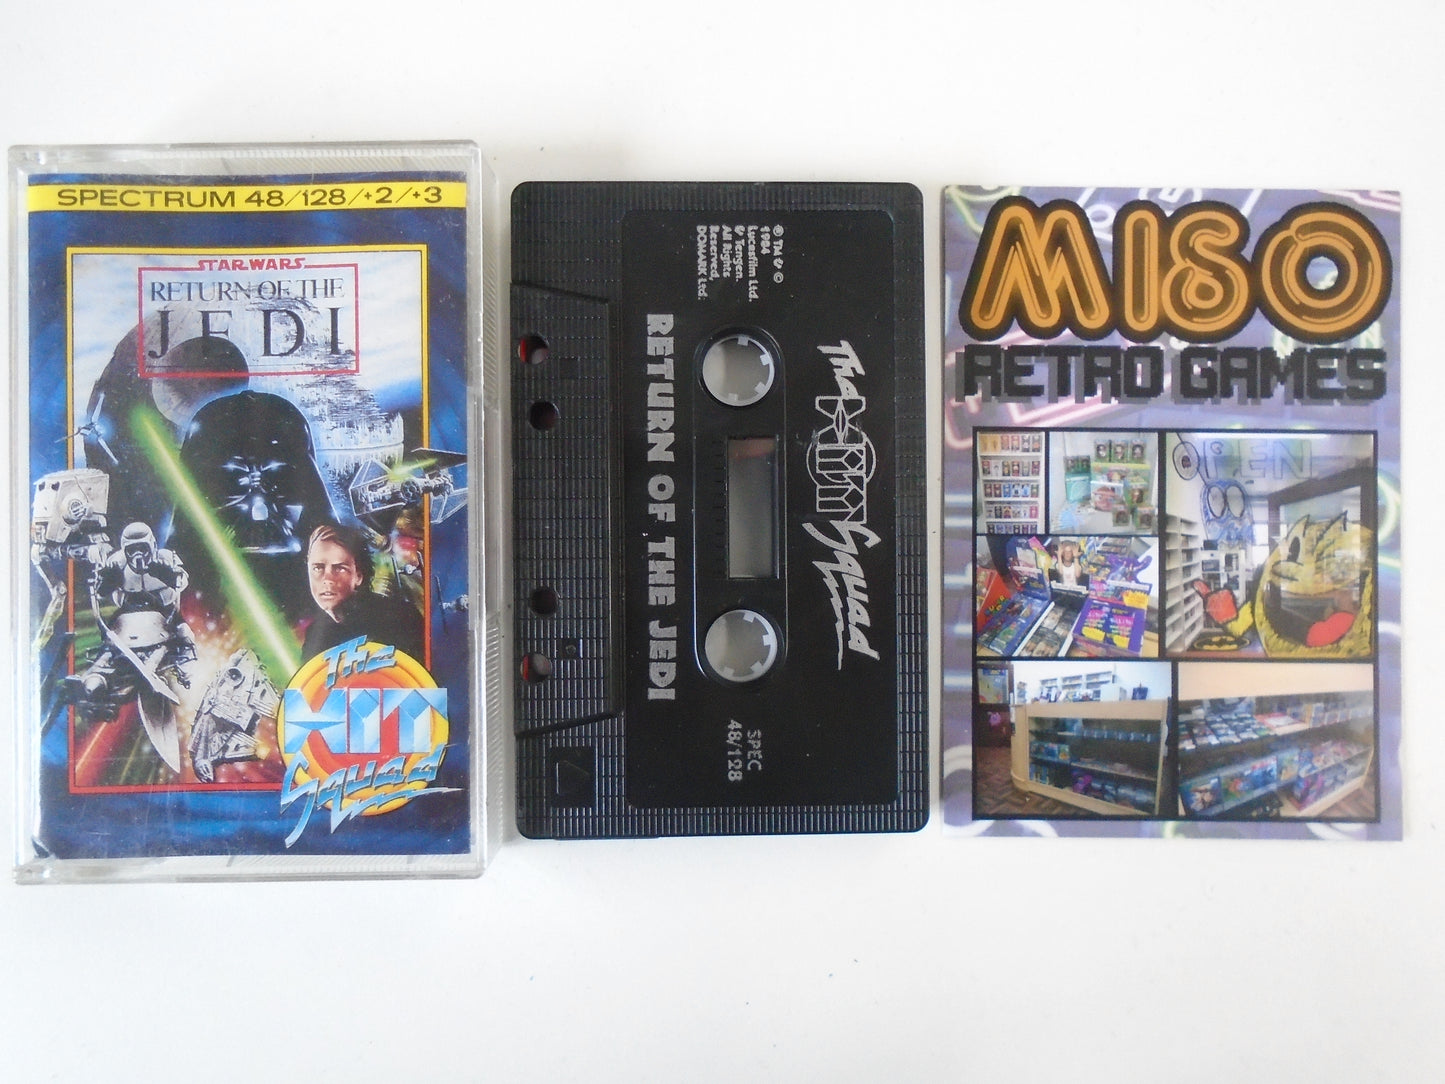 SPECTRUM 48/128/+2/+3
STAR WARS
RETURN OF THE
JEDI
The
HIT
Squad
® TM & ©
1984
Lucasfilm Ltd.
& Tengen.
All Rights
Reserved,
DOMARK Ltd.
The
HIT
Squad
RETURN OF THE JEDI
SPEC
48/128
MISO
RETRO GAMES
OPEN